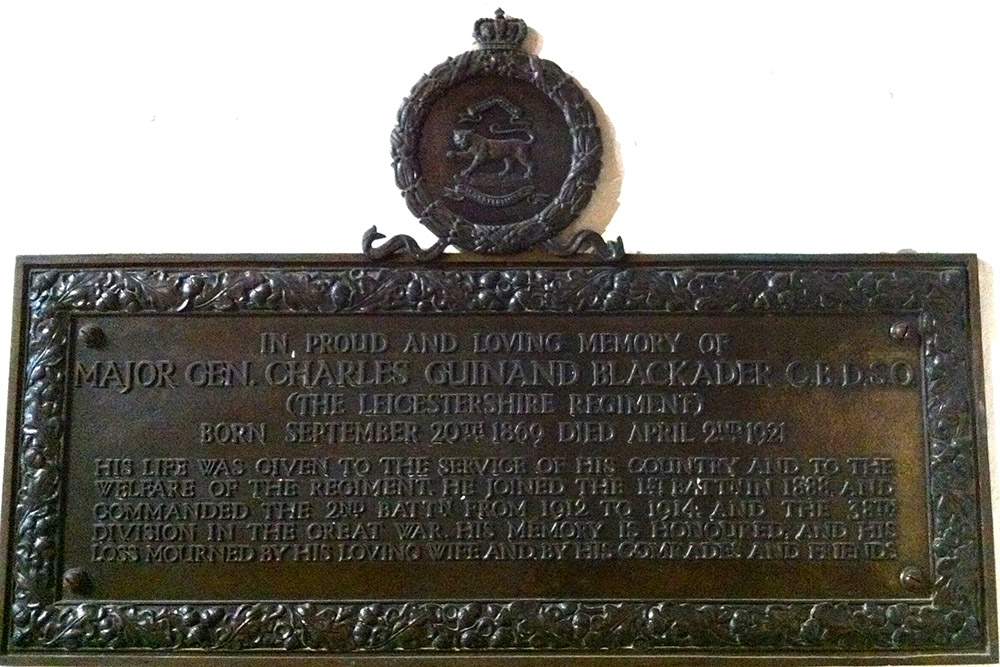 IN PROUD AND LOVING MEMORY OF
MAJOR GEN. CHARLES GUINAND BLACKADER C.B. D.S.O.
(THE LEICESTERSHIRE REGIMENT)
BORN SEPTEMBER 20TH 1869 DIED APRIL 2ND 1921
HIS LIFE WAS GIVEN TO THE SERVICE OF HIS COUNTRY AND TO THE
WELFARE OF THE REGIMENT. HE JOINED THE 1ST BATTN IN 1888, AND
COMMANDED THE 2ND BATTN FROM 1912 TO 1914; AND THE 38TH
DIVISION IN THE GREAT WAR. HIS MEMORY IS HONOURED, AND HIS
LOSS MOURNED BY HIS LOVING WIFE AND BY HIS COMRADES AND FRIENDS